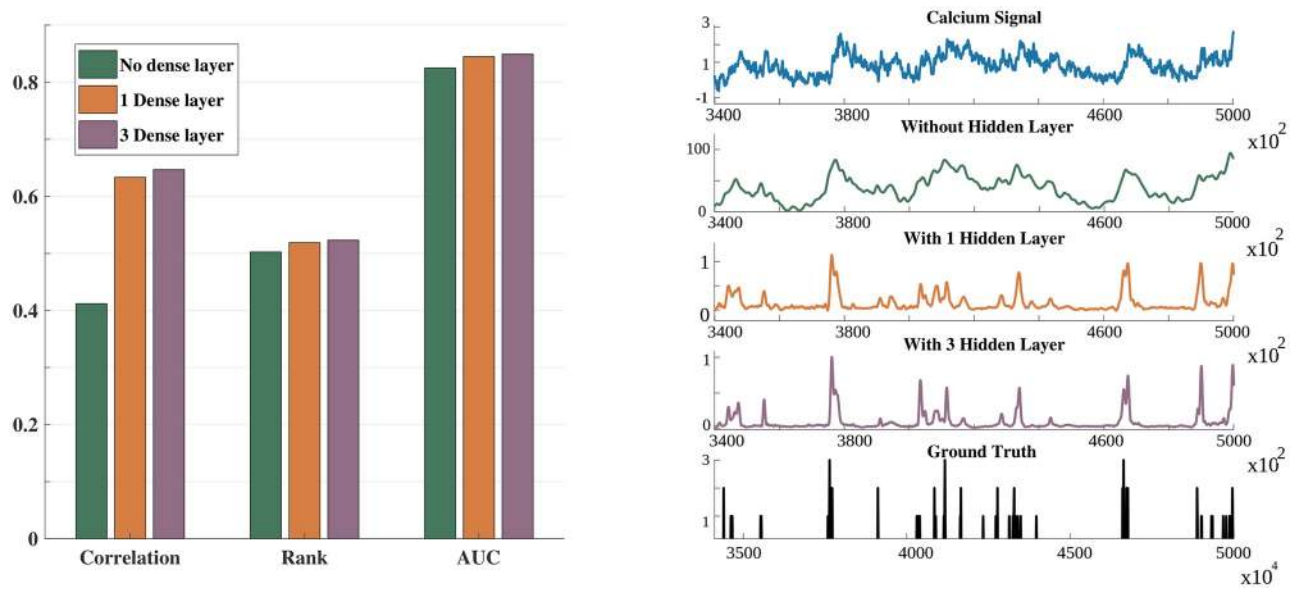 0.8
0.6
0.4
0.2
0
No dense layer
1 Dense layer
3 Dense layer
Correlation Rank AUC
Calcium Signal
3
1
-1
3400 3800 4600 5000
x10²
Without Hidden Layer
100
0
3400 3800 4600 5000
x10²
With 1 Hidden Layer
1
0
3400 3800 4600 5000
x10²
With 3 Hidden Layer
1
0
3400 3800 4600 5000
x10²
Ground Truth
3
1
3500 4000 4500 5000
x10⁴